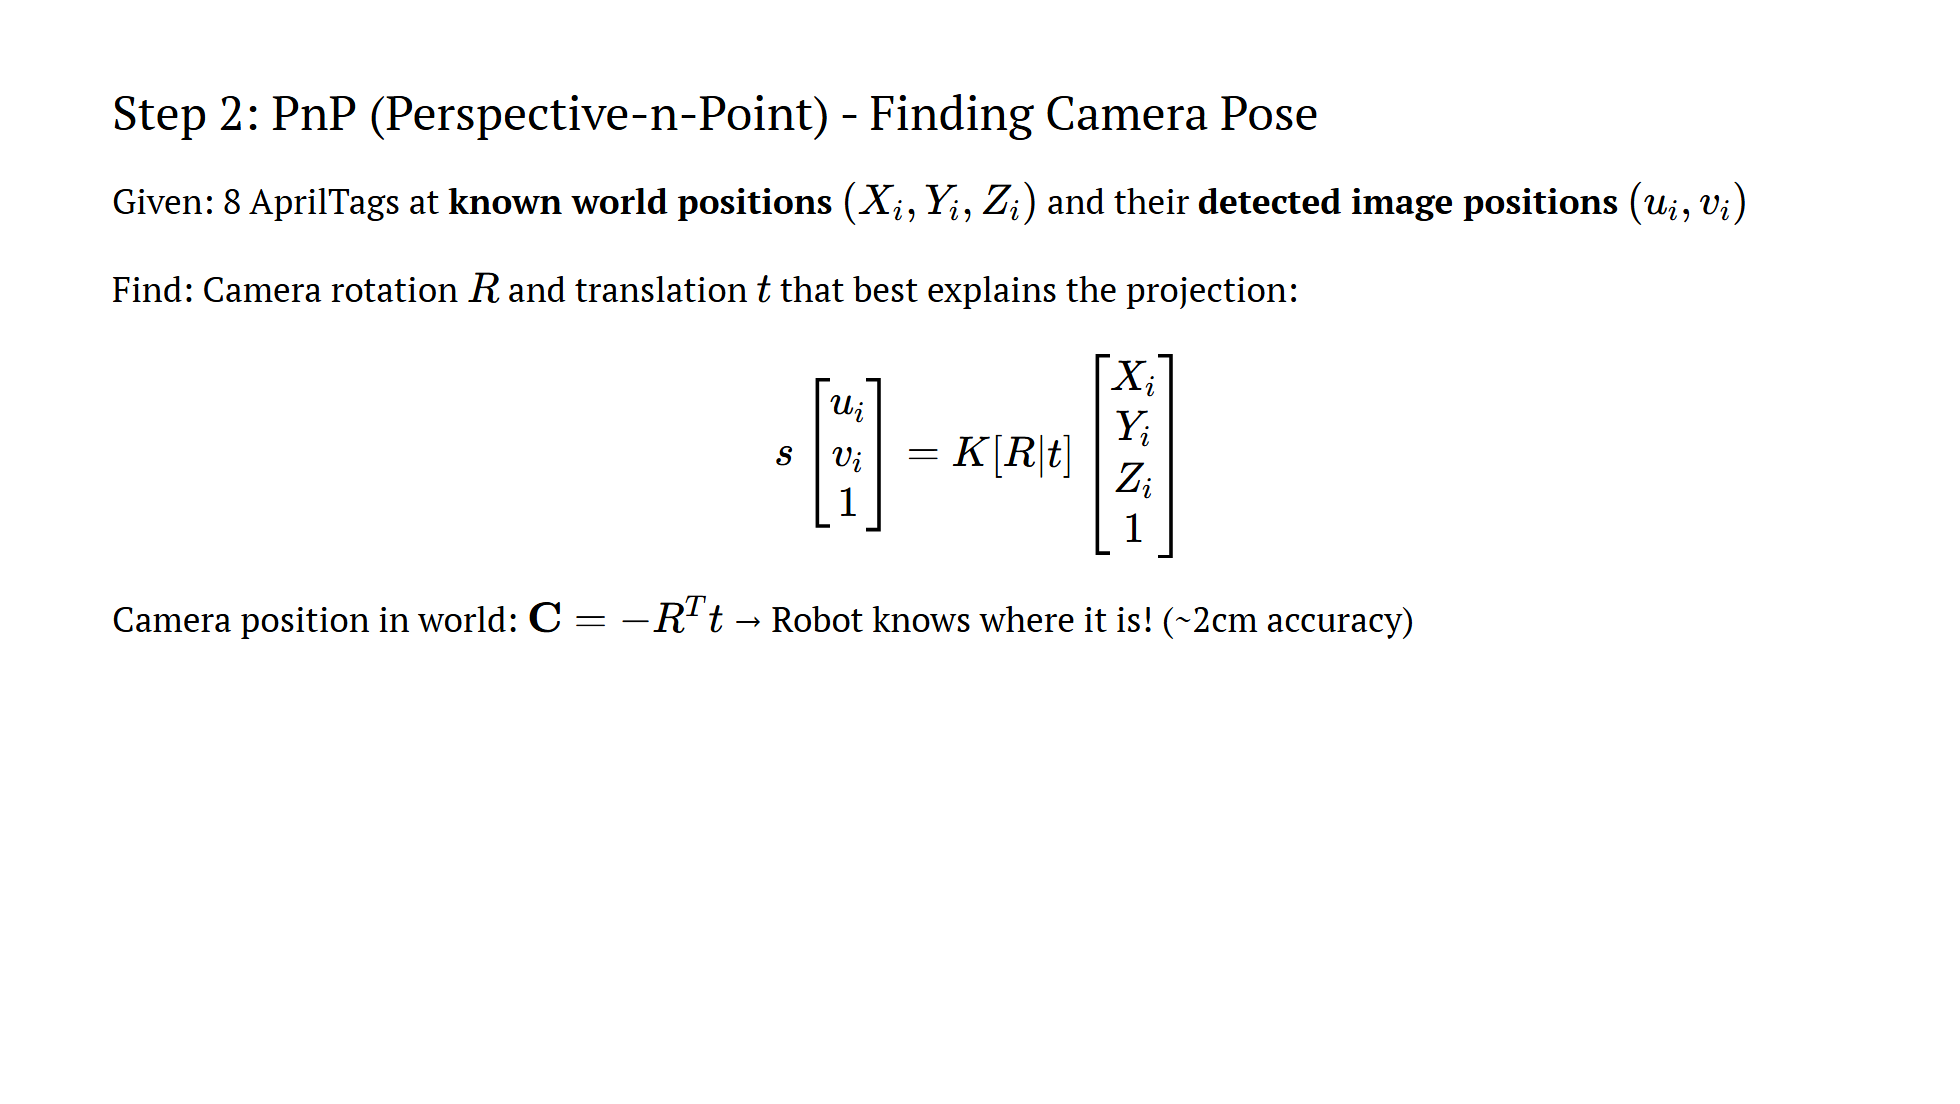 Step 2: PnP (Perspective-n-Point) - Finding Camera Pose
Given: 8 AprilTags at known world positions (X_i, Y_i, Z_i) and their detected image positions (u_i, v_i)
Find: Camera rotation R and translation t that best explains the projection:
s [u_i v_i 1] = K[R|t] [X_i Y_i Z_i 1]
Camera position in world: C = −R^T t → Robot knows where it is! (~2cm accuracy)